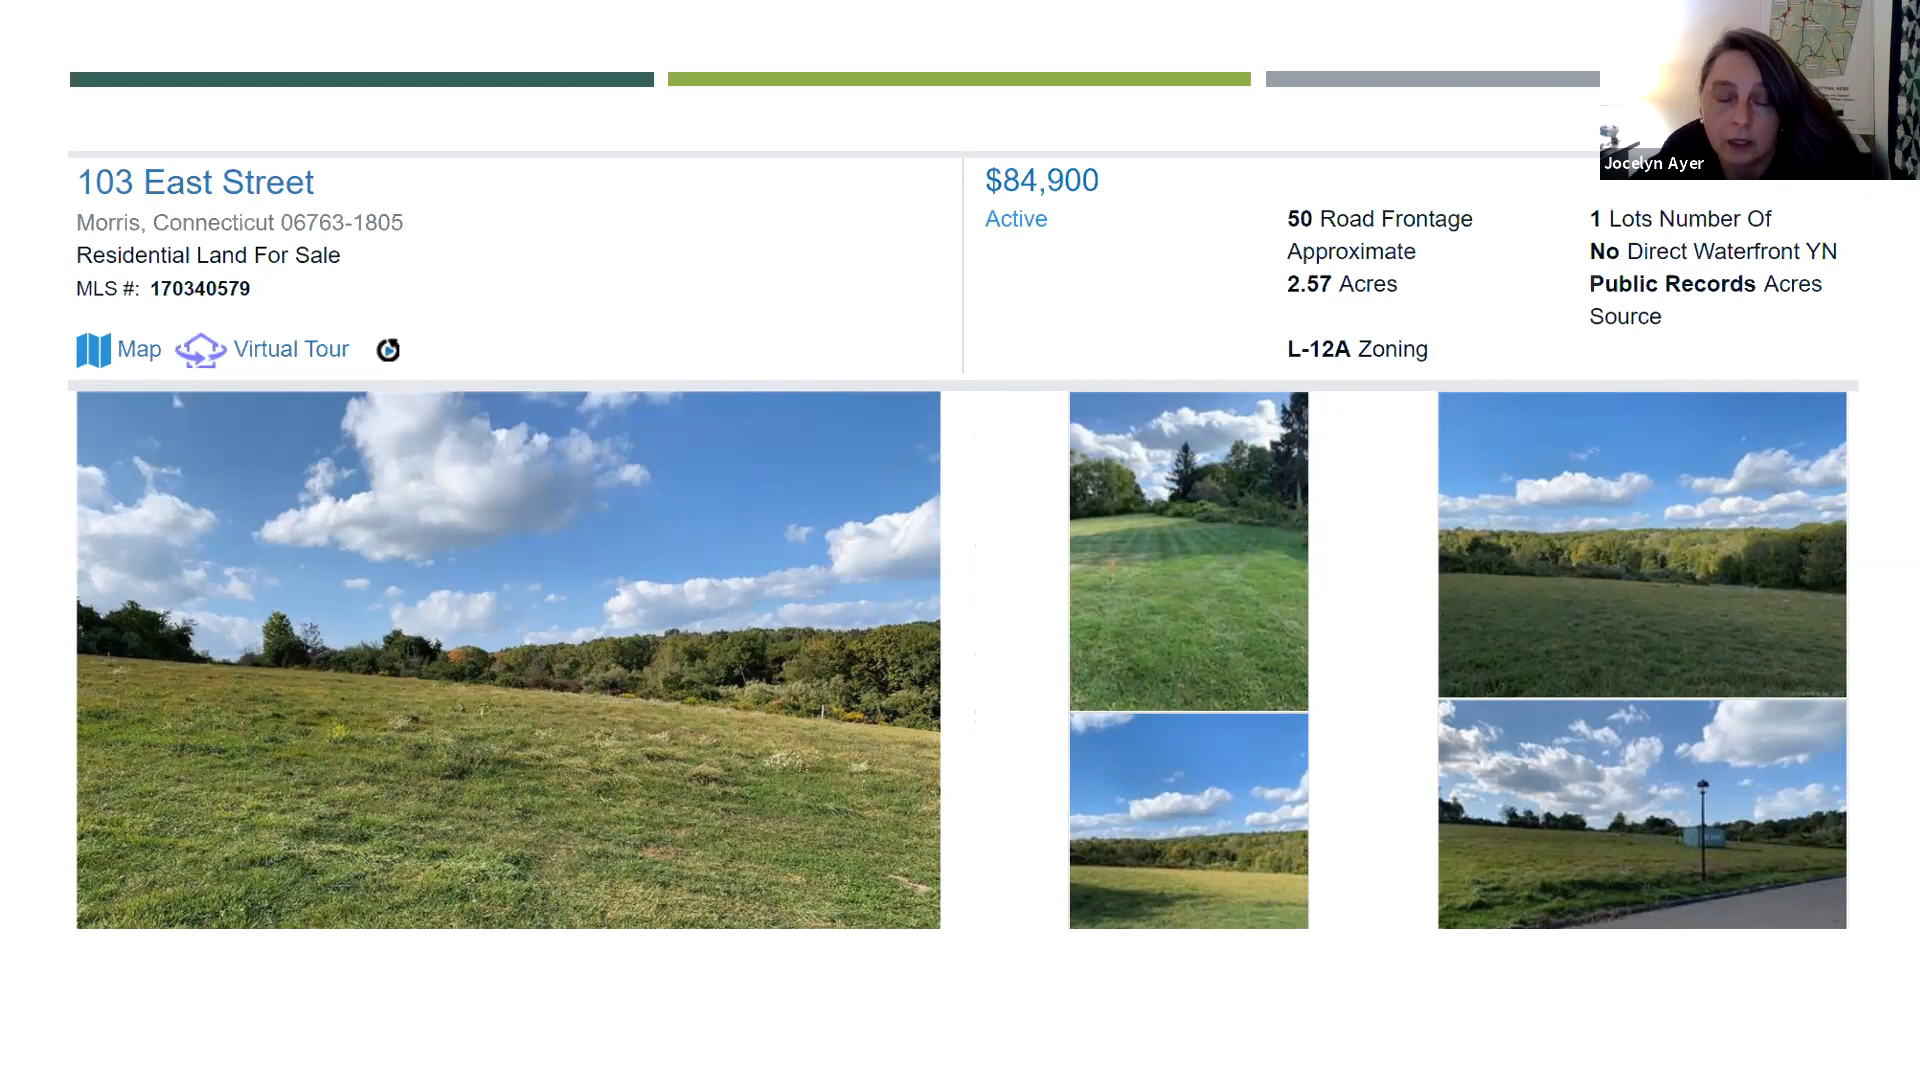 103 East Street
Morris, Connecticut 06763-1805
Residential Land For Sale
MLS #: 170340579
Map
Virtual Tour
$84,900
Active
50 Road Frontage
Approximate
2.57 Acres
L-12A Zoning
1 Lots Number Of
No Direct Waterfront YN
Public Records Acres
Source
Jocelyn Ayer